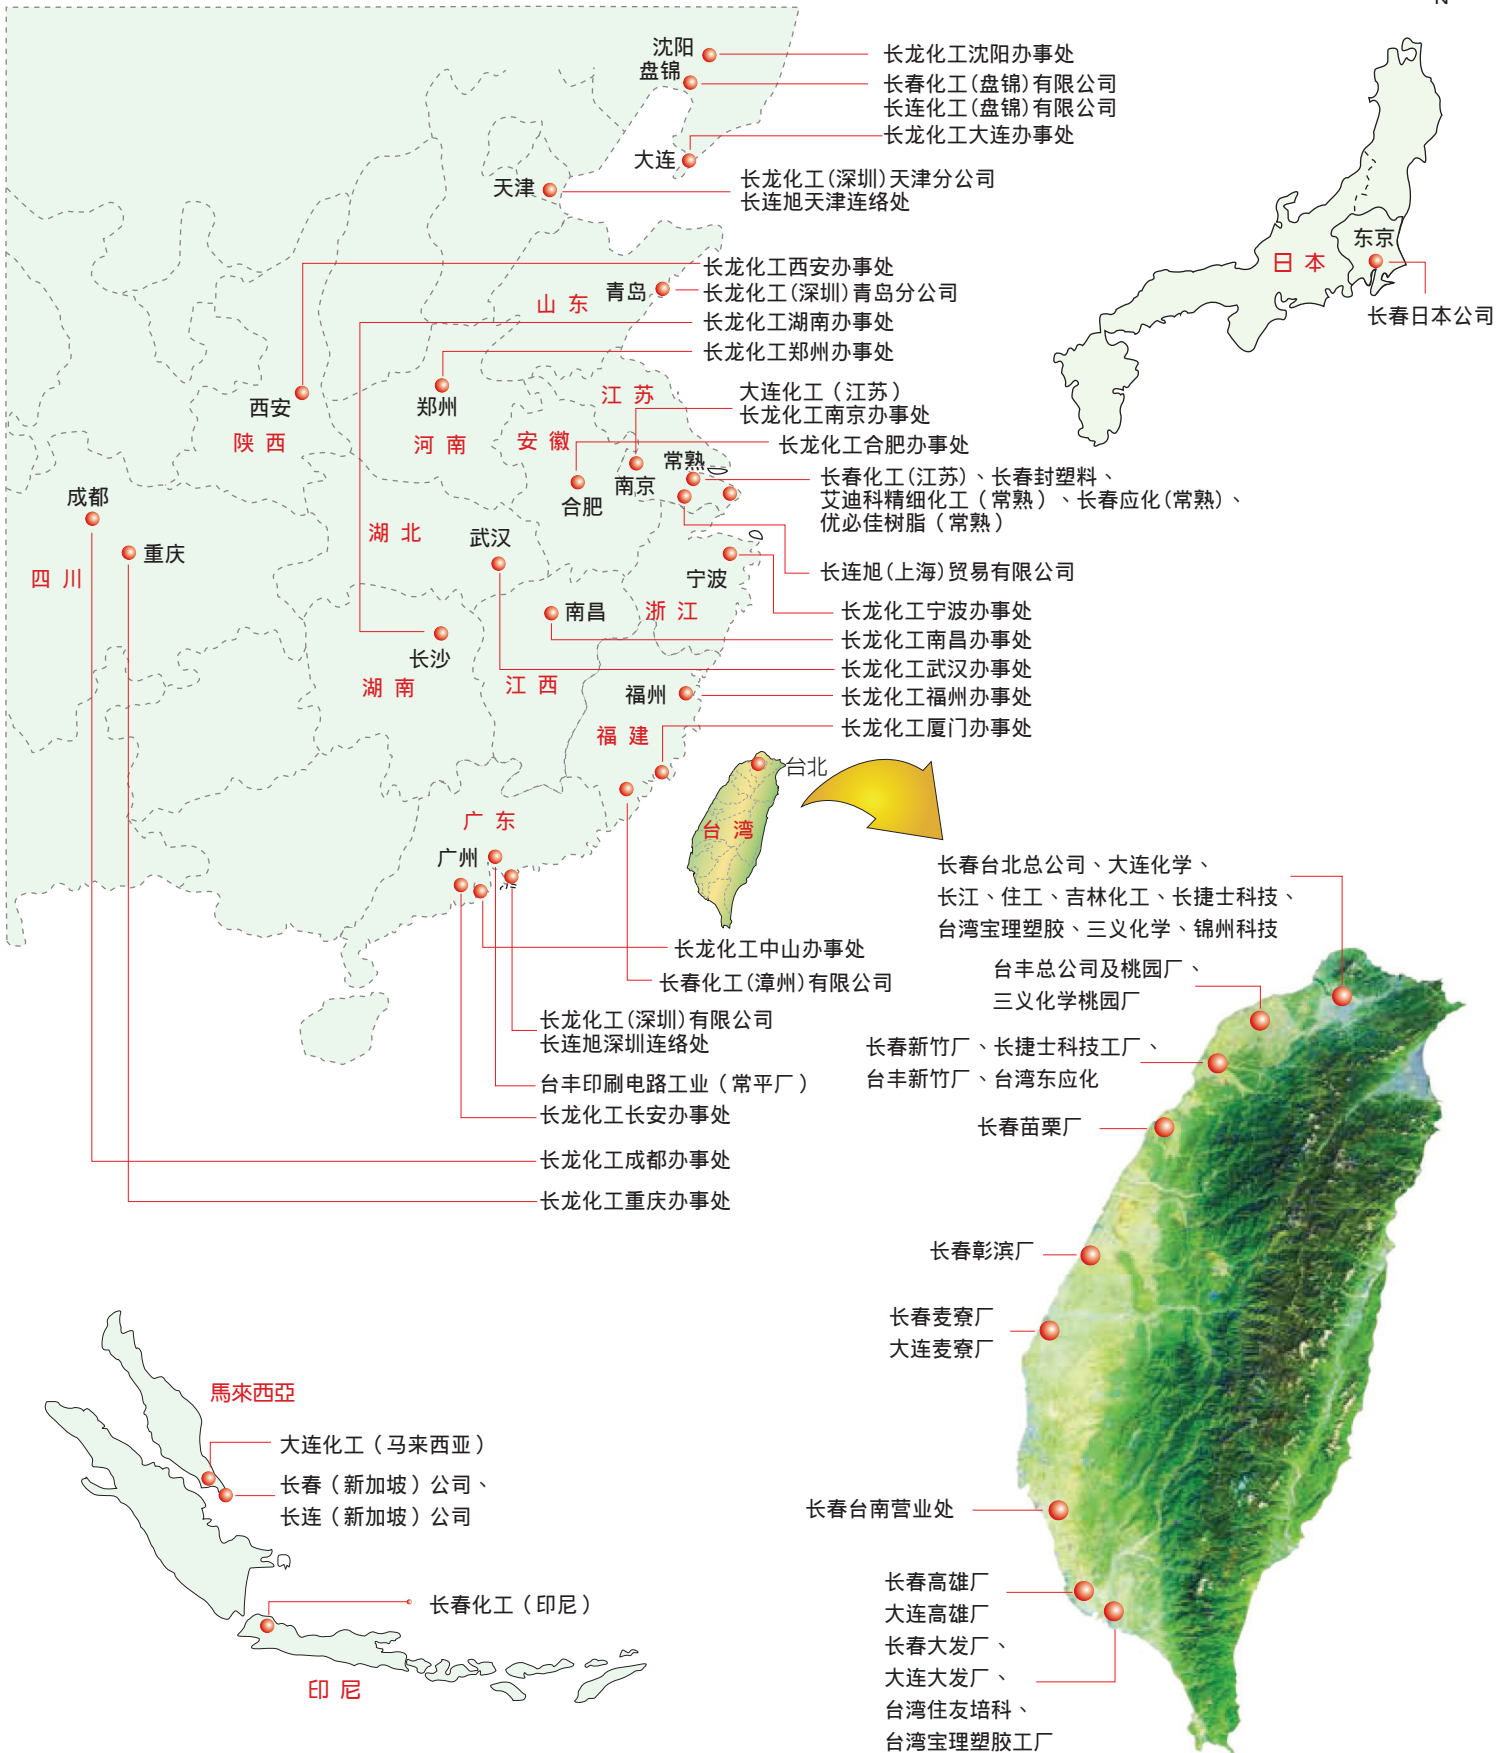 N
沈阳
盘锦
大连
天津
长龙化工沈阳办事处
长春化工(盘锦)有限公司
长连化工(盘锦)有限公司
长龙化工大连办事处
长龙化工(深圳)天津分公司
长连旭天津连络处
长龙化工西安办事处
青岛
长龙化工(深圳)青岛分公司
山东
长龙化工湖南办事处
长龙化工郑州办事处
西安
陕西
郑州
河南
江苏
安徽
大连化工（江苏）
长龙化工南京办事处
长龙化工合肥办事处
常熟
南京
合肥
长春化工(江苏)、长春封塑料、
艾迪科精细化工（常熟）、长春应化(常熟)、
优必佳树脂（常熟）
成都
重庆
四川
湖北
武汉
宁波
长连旭(上海)贸易有限公司
南昌
浙江
长龙化工宁波办事处
长龙化工南昌办事处
长沙
湖南
江西
长龙化工武汉办事处
福州
长龙化工福州办事处
福建
长龙化工厦门办事处
台北
台湾
广东
广州
长龙化工中山办事处
长春化工(漳州)有限公司
长龙化工(深圳)有限公司
长连旭深圳连络处
台丰印刷电路工业（常平厂）
长龙化工长安办事处
长龙化工成都办事处
长龙化工重庆办事处
东京
日本
长春日本公司
长春台北总公司、大连化学、
长江、住工、吉林化工、长捷士科技、
台湾宝理塑胶、三义化学、锦州科技
台丰总公司及桃园厂、
三义化学桃园厂
长春新竹厂、长捷士科技工厂、
台丰新竹厂、台湾东应化
长春苗栗厂
长春彰滨厂
长春麦寮厂
大连麦寮厂
长春台南营业处
长春高雄厂
大连高雄厂
长春大发厂、
大连大发厂、
台湾住友培科、
台湾宝理塑胶工厂
馬來西亞
大连化工（马来西亚）
长春（新加坡）公司、
长连（新加坡）公司
长春化工（印尼）
印尼